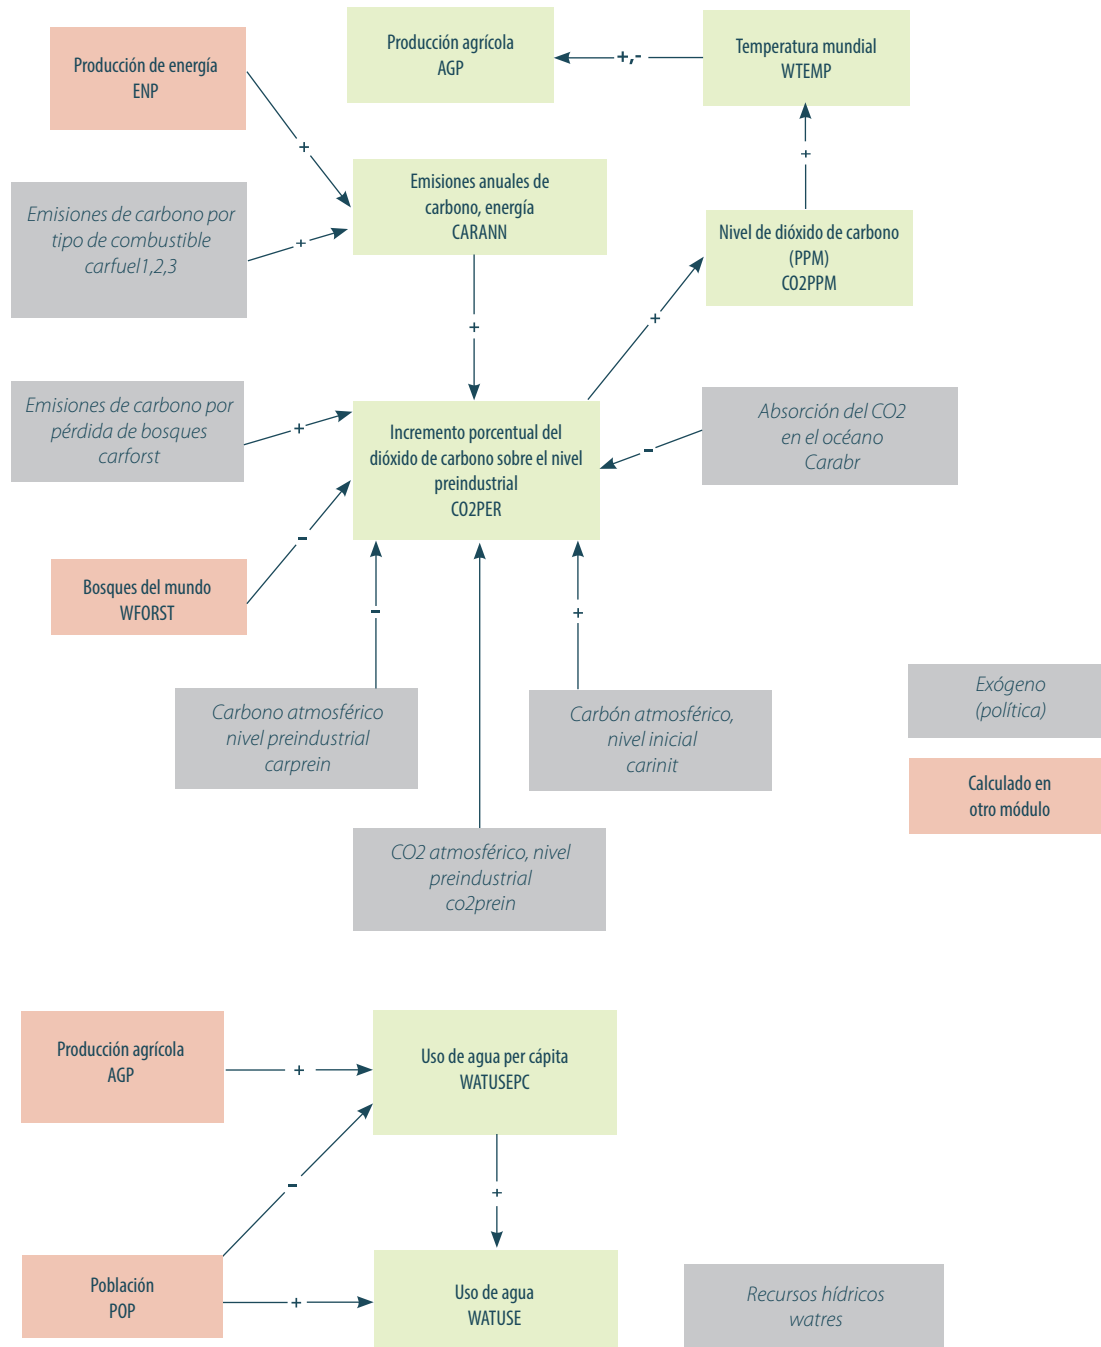 Producción de energía
ENP
Producción agrícola
AGP
+,-
Temperatura mundial
WTEMP
+
+
Emisiones de carbono por
tipo de combustible
carfuel1,2,3
+
Emisiones anuales de
carbono, energía
CARANN
Nivel de dióxido de carbono
(PPM)
CO2PPM
+
+
Emisiones de carbono por
pérdida de bosques
carforst
+
Incremento porcentual del
dióxido de carbono sobre el nivel
preindustrial
CO2PER
-
Absorción del CO2
en el océano
Carabr
-
Bosques del mundo
WFORST
-
+
Carbono atmosférico
nivel preindustrial
carprein
Carbón atmosférico,
nivel inicial
carinit
Exógeno
(política)
Calculado en
otro módulo
CO2 atmosférico, nivel
preindustrial
co2prein
Producción agrícola
AGP
+
Uso de agua per cápita
WATUSEPC
-
+
Población
POP
+
Uso de agua
WATUSE
Recursos hídricos
watres